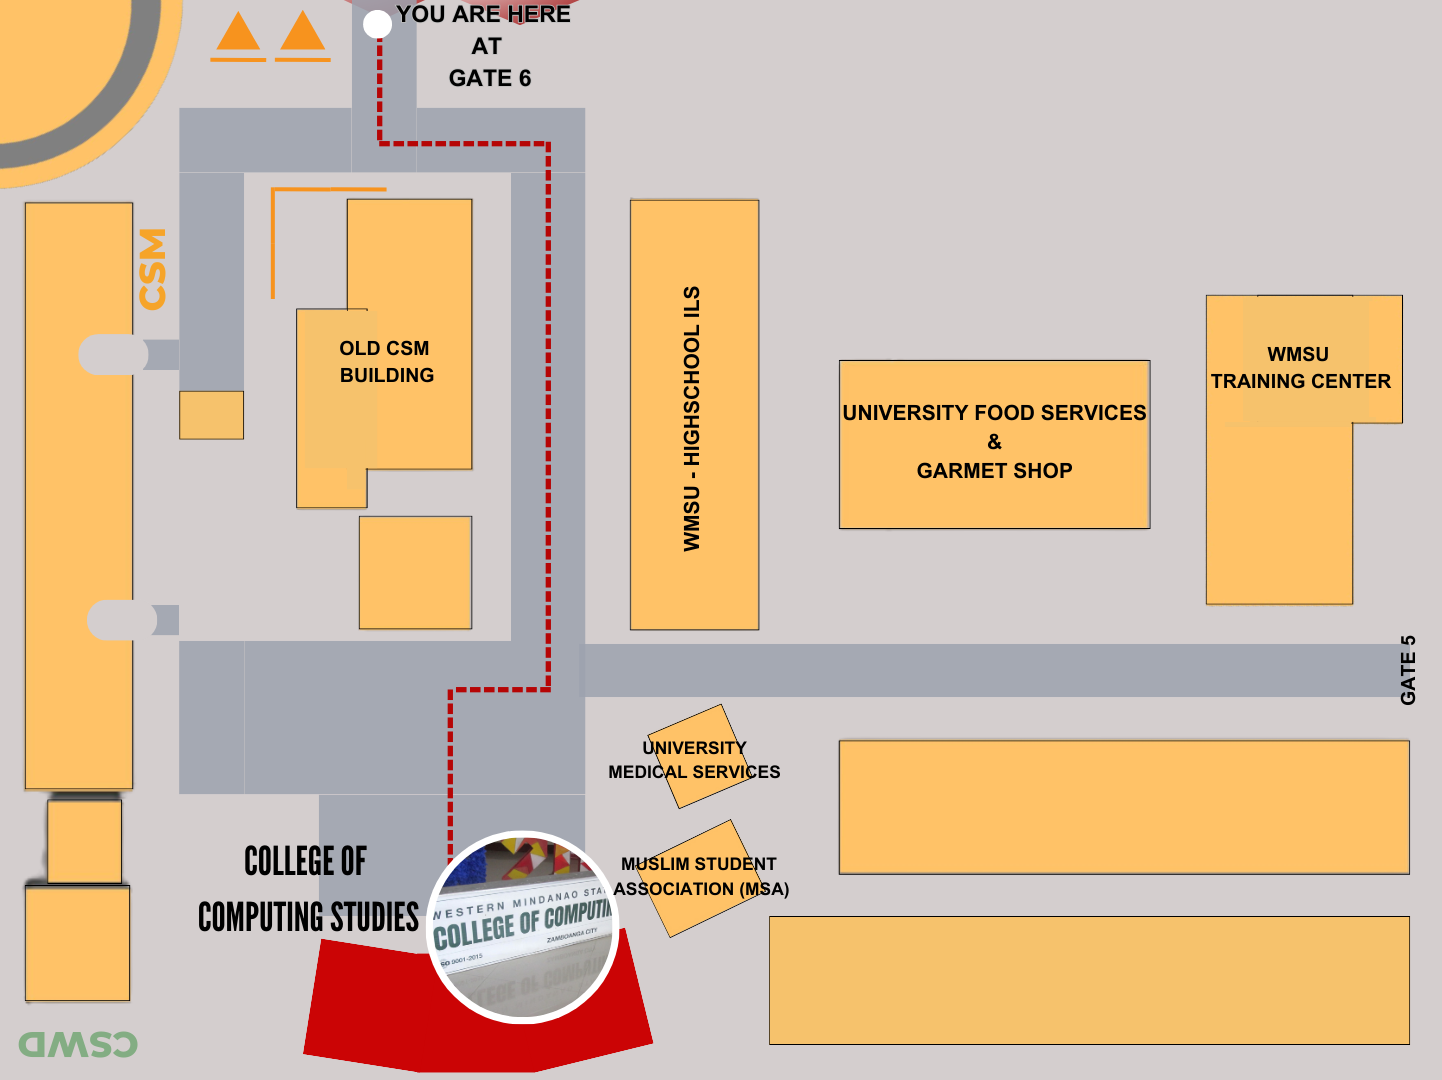 YOU ARE HERE
AT
GATE 6
CSM
OLD CSM
BUILDING
WMSU - HIGHSCHOOL ILS
UNIVERSITY FOOD SERVICES
&
GARMET SHOP
WMSU
TRAINING CENTER
GATE 5
UNIVERSITY
MEDICAL SERVICES
MUSLIM STUDENT
ASSOCIATION (MSA)
COLLEGE OF
COMPUTING STUDIES
WESTERN MINDANAO STA
COLLEGE OF COMPUTIN
ZAMBOANGA CITY
ISO 9001-2015
CSWD